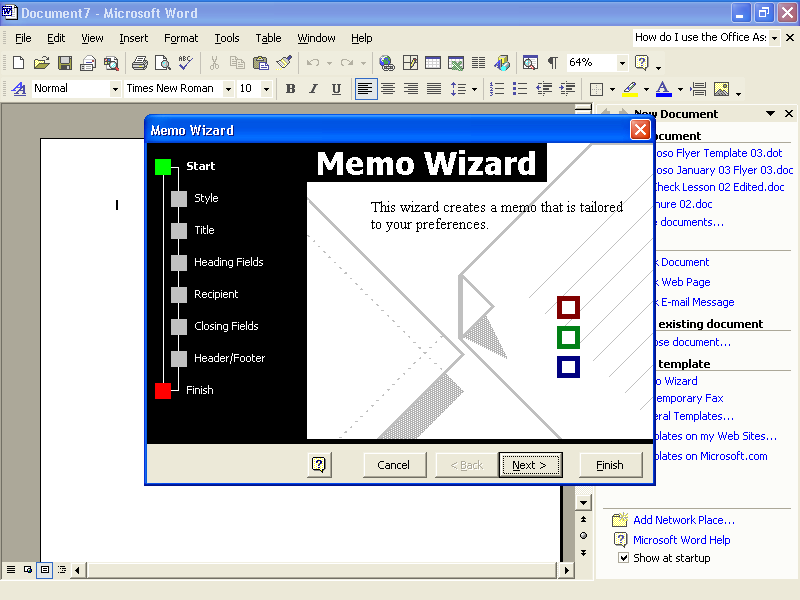 Document7 - Microsoft Word
File Edit View Insert Format Tools Table Window Help
How do I use the Office Ass
64%
Normal Times New Roman 10 B I U
New Document
ocument
oso Flyer Template 03.dot
oso January 03 Flyer 03.doc
Check Lesson 02 Edited.doc
hure 02.doc
e documents...
k Document
k Web Page
k E-mail Message
existing document
ose document...
template
o Wizard
emporary Fax
eral Templates...
plates on my Web Sites...
plates on Microsoft.com
Add Network Place...
Microsoft Word Help
Show at startup
Memo Wizard
Start
Style
Title
Heading Fields
Recipient
Closing Fields
Header/Footer
Finish
Memo Wizard
This wizard creates a memo that is tailored
to your preferences.
Cancel < Back Next > Finish